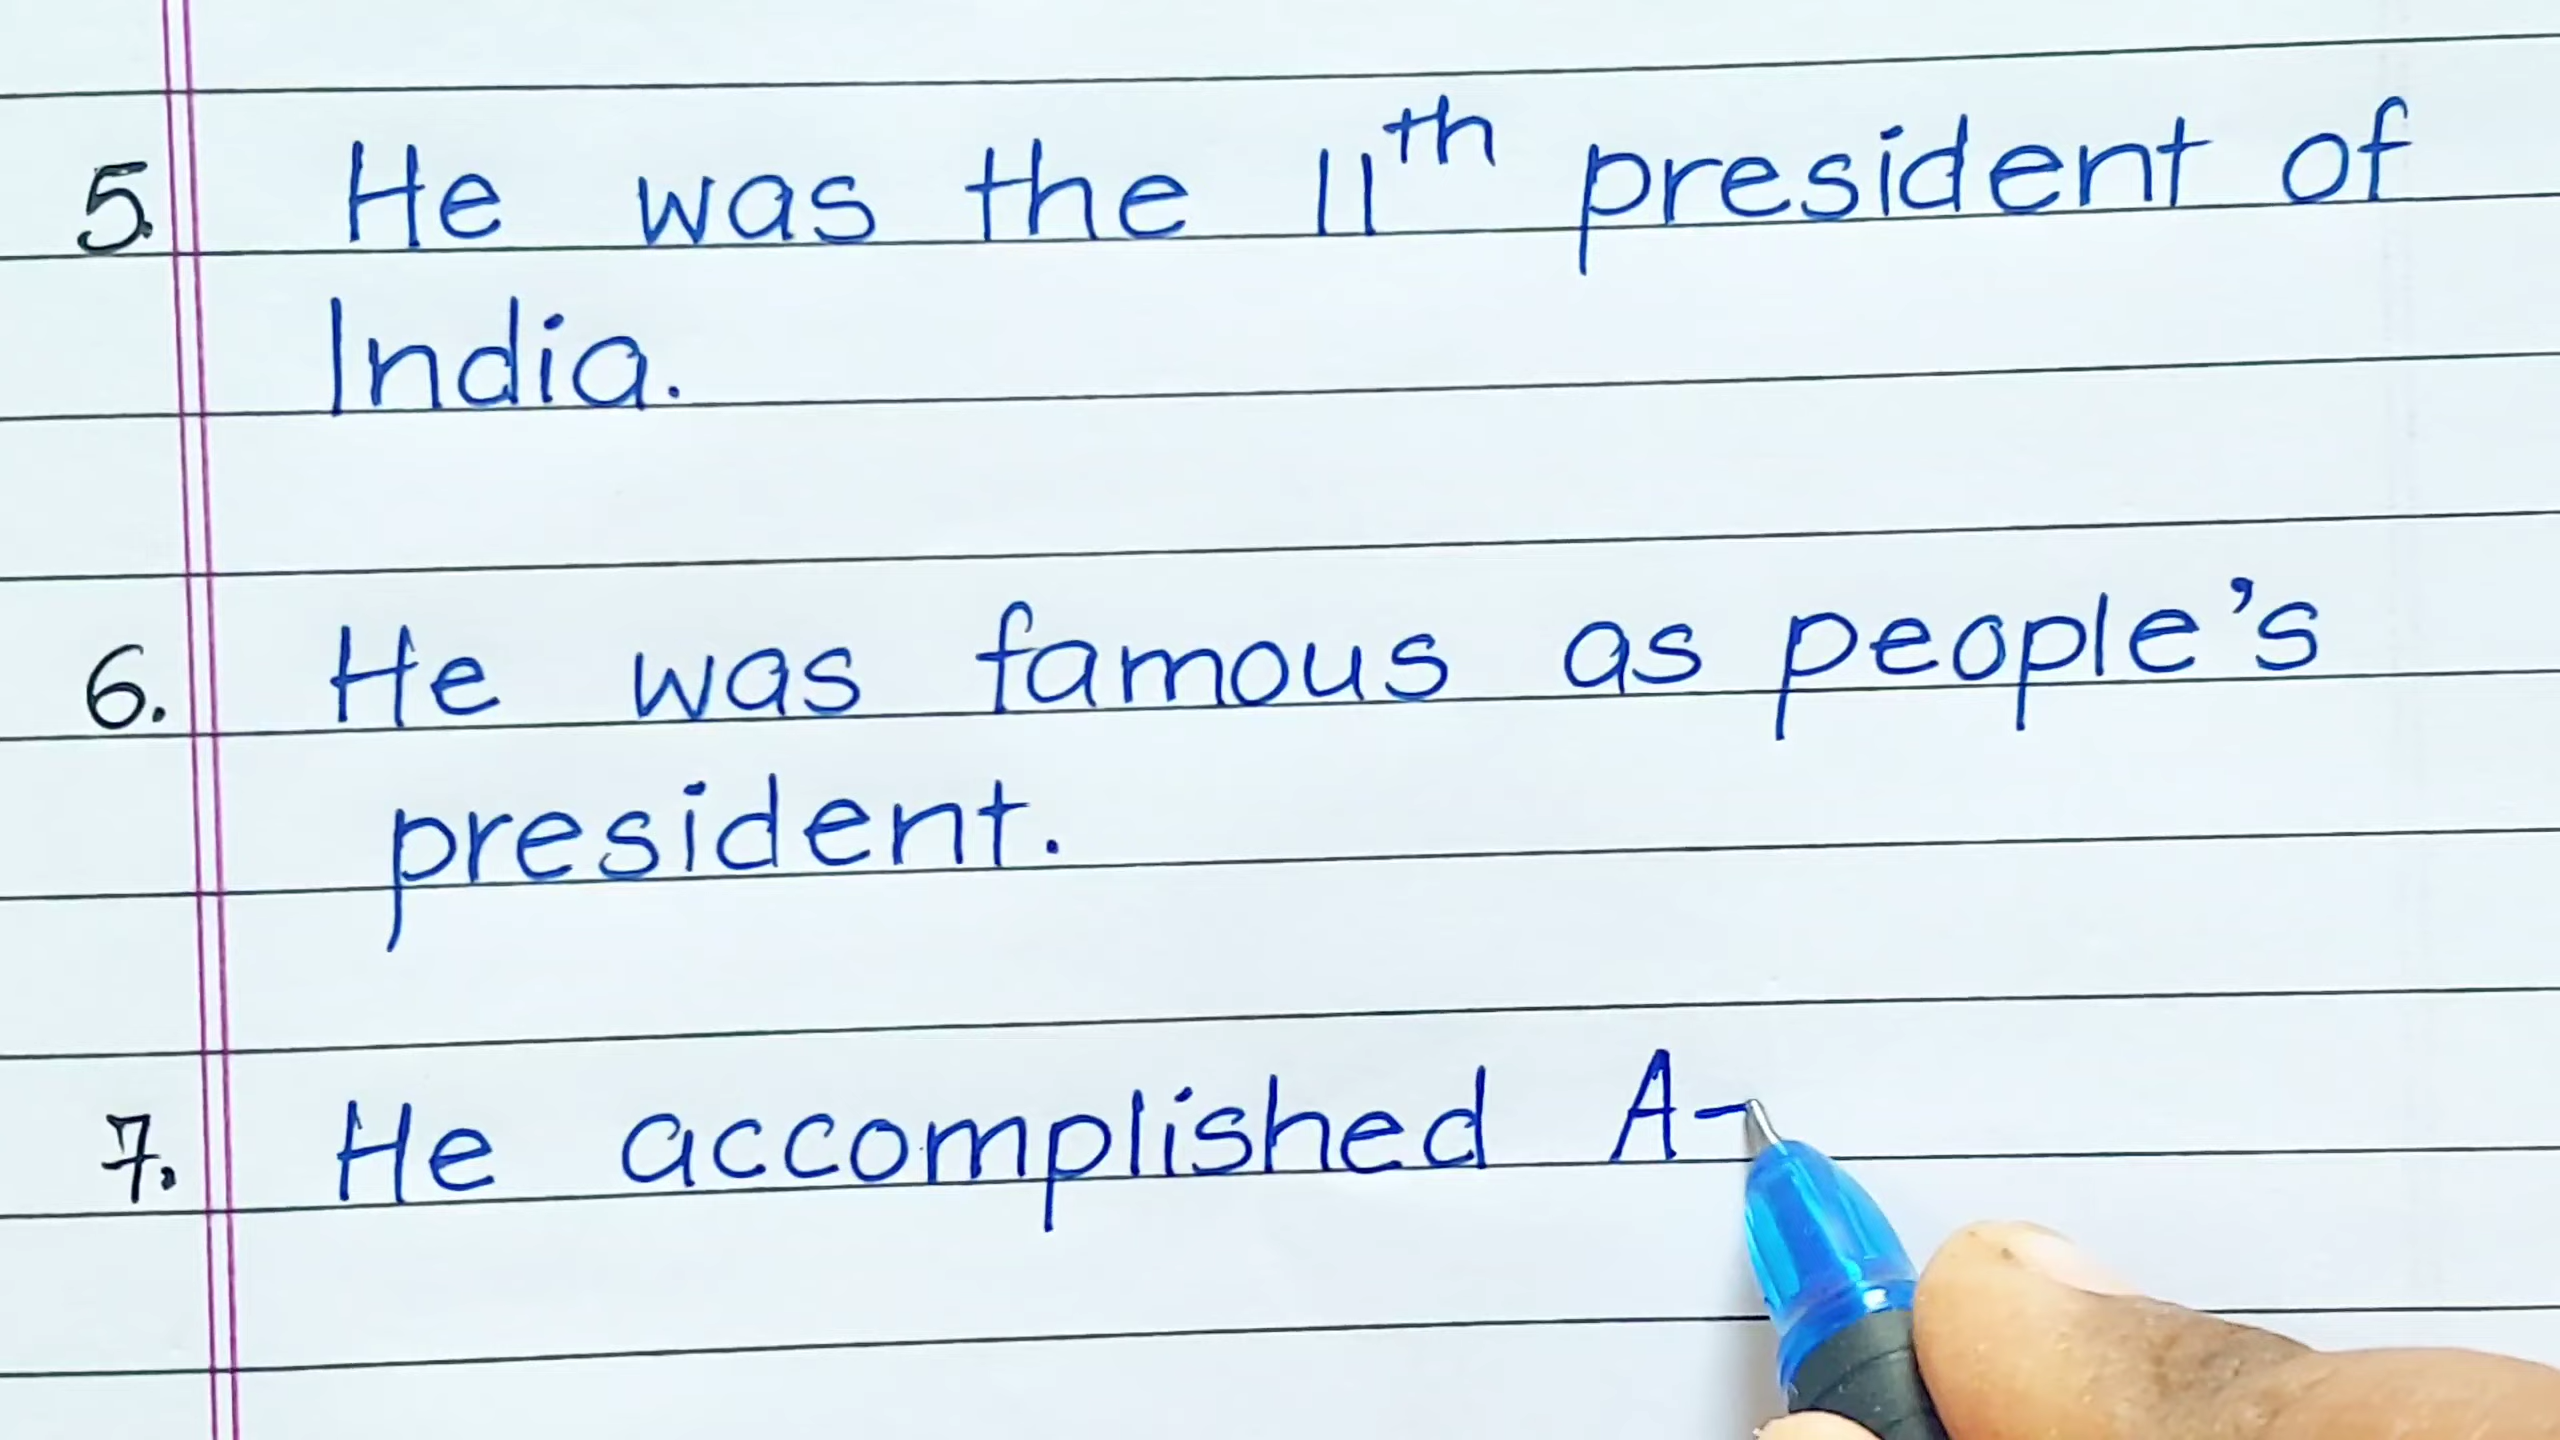 5. He was the 11th president of
India.
6. He was famous as people's
president.
7. He accomplished A-